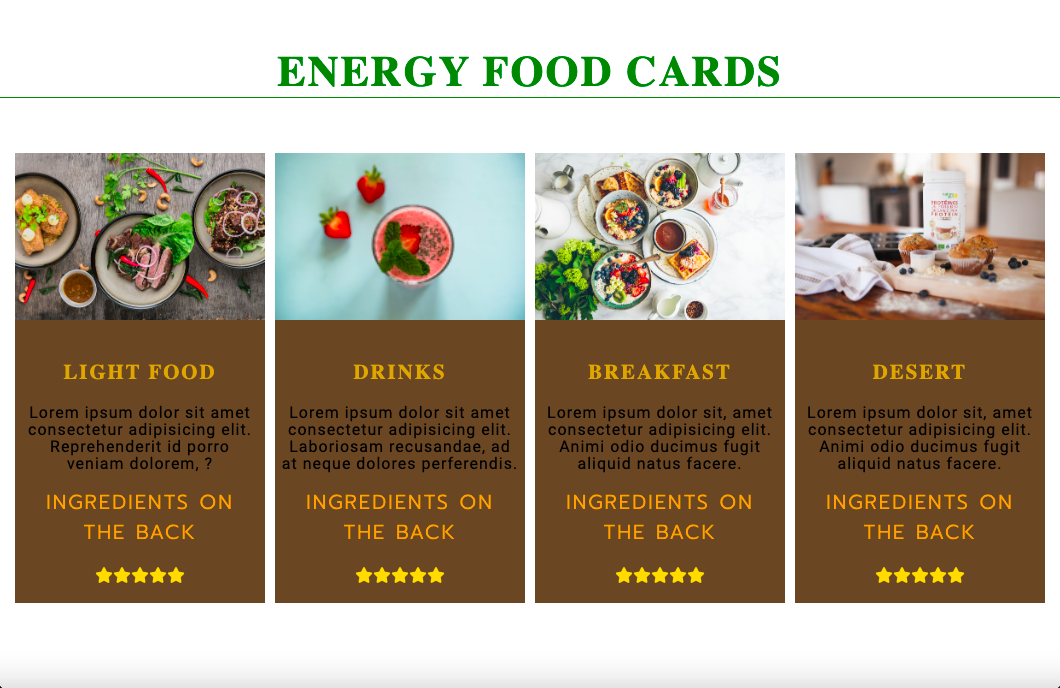 ENERGY FOOD CARDS
LIGHT FOOD
Lorem ipsum dolor sit amet
consectetur adipisicing elit.
Reprehenderit id porro
veniam dolorem, ?
INGREDIENTS ON
THE BACK
DRINKS
Lorem ipsum dolor sit amet
consectetur adipisicing elit.
Laboriosam recusandae, ad
at neque dolores perferendis.
INGREDIENTS ON
THE BACK
BREAKFAST
Lorem ipsum dolor sit, amet
consectetur adipisicing elit.
Animi odio ducimus fugit
aliquid natus facere.
INGREDIENTS ON
THE BACK
PROTEIN
DESERT
Lorem ipsum dolor sit, amet
consectetur adipisicing elit.
Animi odio ducimus fugit
aliquid natus facere.
INGREDIENTS ON
THE BACK